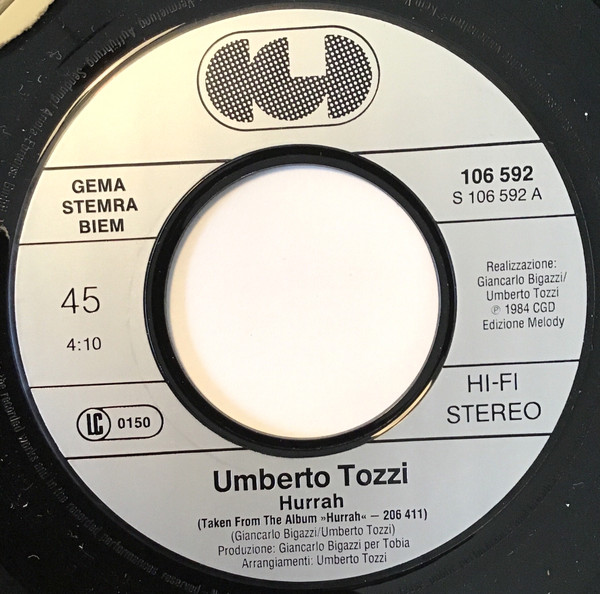 GEMA
STEMRA
BIEM
106 592
S 106 592 A
45
4:10
Realizzazione:
Giancarlo Bigazzi/
Umberto Tozzi
℗ 1984 CGD
Edizione Melody
LC 0150
HI-FI
STEREO
Umberto Tozzi
Hurrah
(Taken From The Album »Hurrah« – 206 411)
(Giancarlo Bigazzi/Umberto Tozzi)
Produzione: Giancarlo Bigazzi per Tobia
Arrangiamenti: Umberto Tozzi